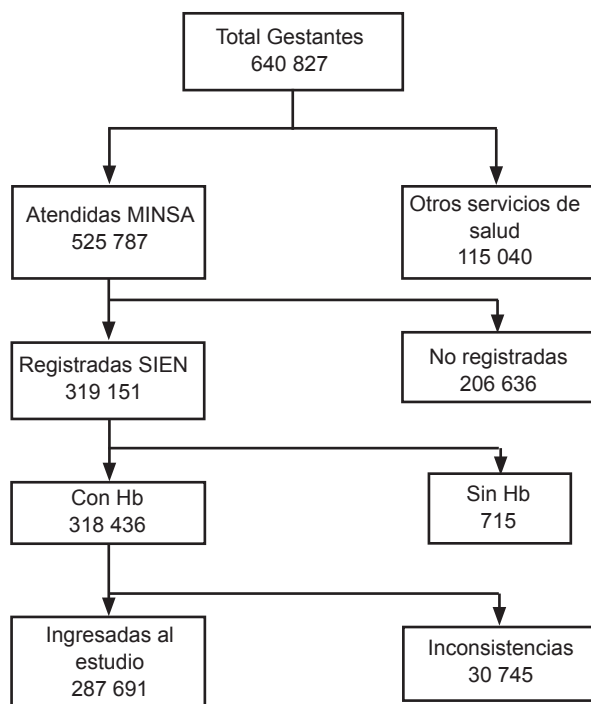 Total Gestantes
640 827
Atendidas MINSA
525 787
Otros servicios de
salud
115 040
Registradas SIEN
319 151
No registradas
206 636
Con Hb
318 436
Sin Hb
715
Ingresadas al
estudio
287 691
Inconsistencias
30 745